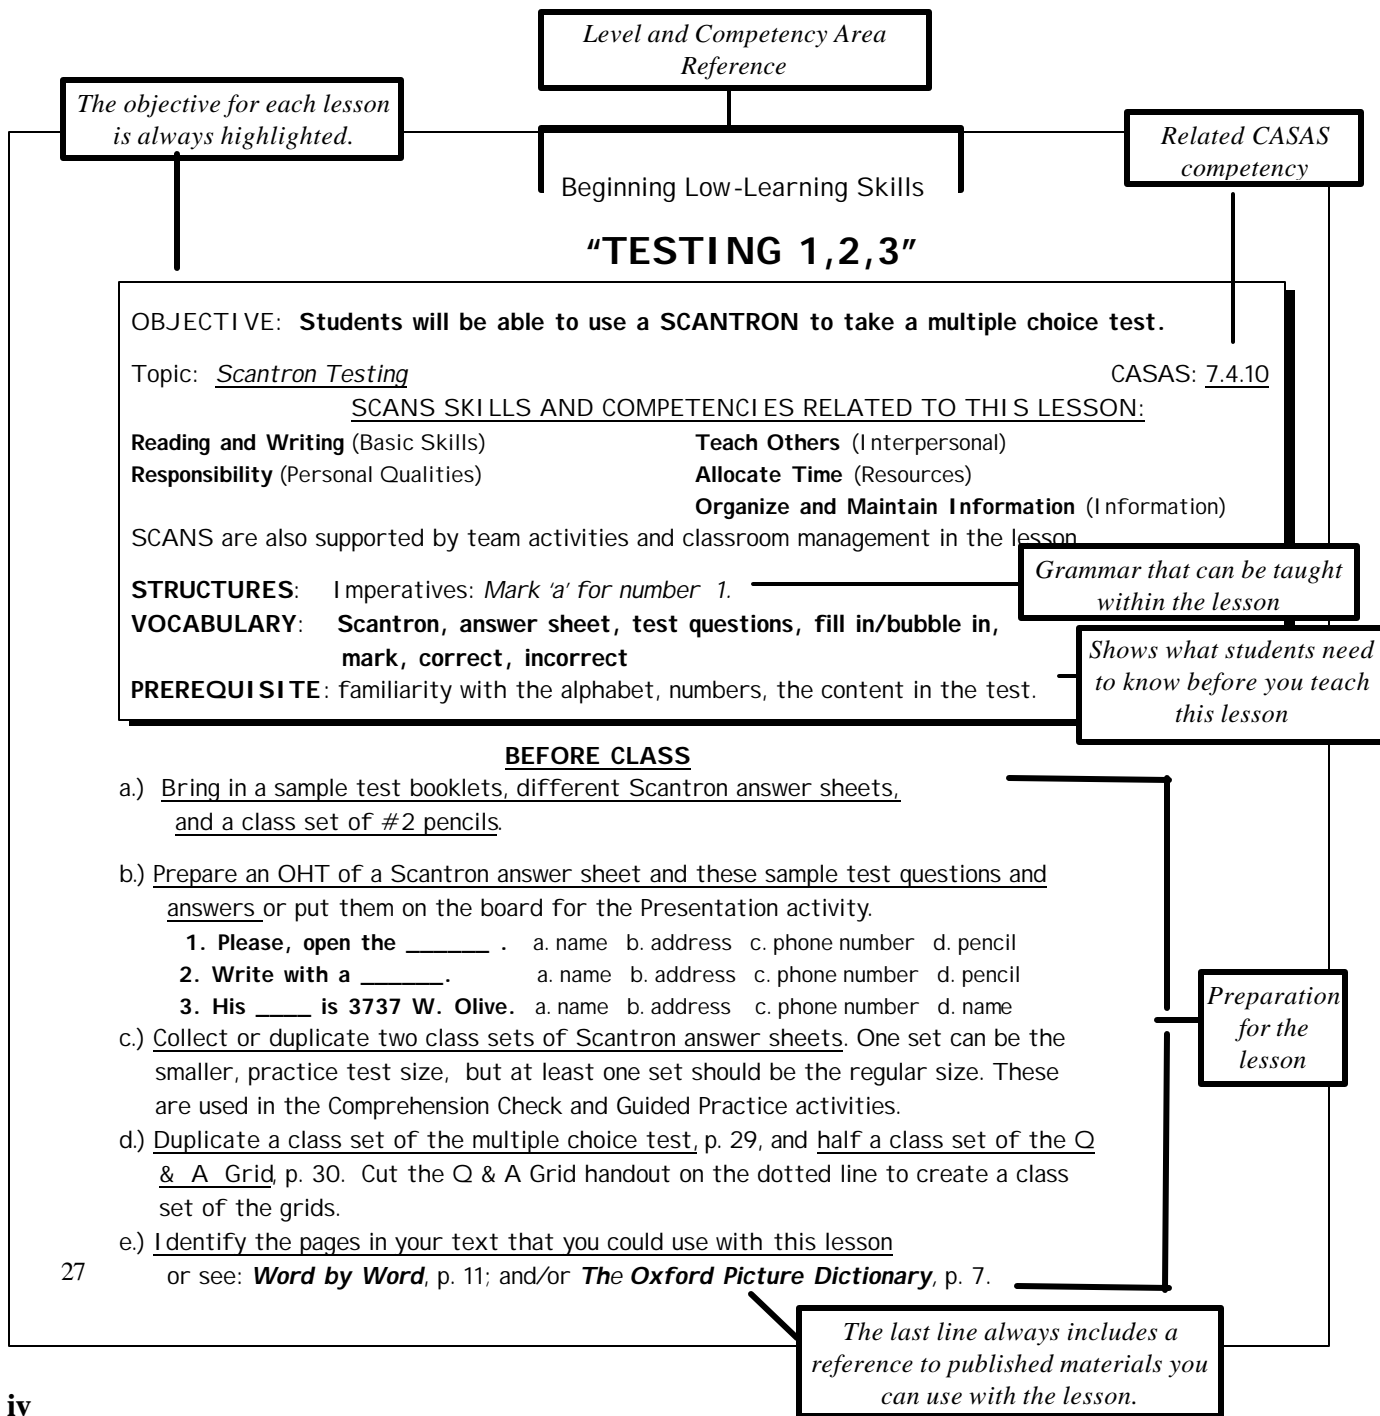 Level and Competency Area
Reference
The objective for each lesson
is always highlighted.
Related CASAS
competency
Beginning Low-Learning Skills
“TESTING 1,2,3”
OBJECTIVE: Students will be able to use a SCANTRON to take a multiple choice test.
Topic: Scantron Testing CASAS: 7.4.10
SCANS SKILLS AND COMPETENCIES RELATED TO THIS LESSON:
Reading and Writing (Basic Skills) Teach Others (Interpersonal)
Responsibility (Personal Qualities) Allocate Time (Resources)
Organize and Maintain Information (Information)
SCANS are also supported by team activities and classroom management in the lesson
Grammar that can be taught
within the lesson
STRUCTURES: Imperatives: Mark ‘a’ for number 1.
VOCABULARY: Scantron, answer sheet, test questions, fill in/bubble in,
mark, correct, incorrect
PREREQUISITE: familiarity with the alphabet, numbers, the content in the test.
Shows what students need
to know before you teach
this lesson
BEFORE CLASS
a.) Bring in a sample test booklets, different Scantron answer sheets,
and a class set of #2 pencils.
b.) Prepare an OHT of a Scantron answer sheet and these sample test questions and
answers or put them on the board for the Presentation activity.
1. Please, open the ______ . a. name b. address c. phone number d. pencil
2. Write with a ______. a. name b. address c. phone number d. pencil
3. His ____ is 3737 W. Olive. a. name b. address c. phone number d. name
c.) Collect or duplicate two class sets of Scantron answer sheets. One set can be the
smaller, practice test size, but at least one set should be the regular size. These
are used in the Comprehension Check and Guided Practice activities.
d.) Duplicate a class set of the multiple choice test, p. 29, and half a class set of the Q
& A Grid, p. 30. Cut the Q & A Grid handout on the dotted line to create a class
set of the grids.
e.) Identify the pages in your text that you could use with this lesson
or see: Word by Word, p. 11; and/or The Oxford Picture Dictionary, p. 7.
Preparation
for the
lesson
27
The last line always includes a
reference to published materials you
can use with the lesson.
iv